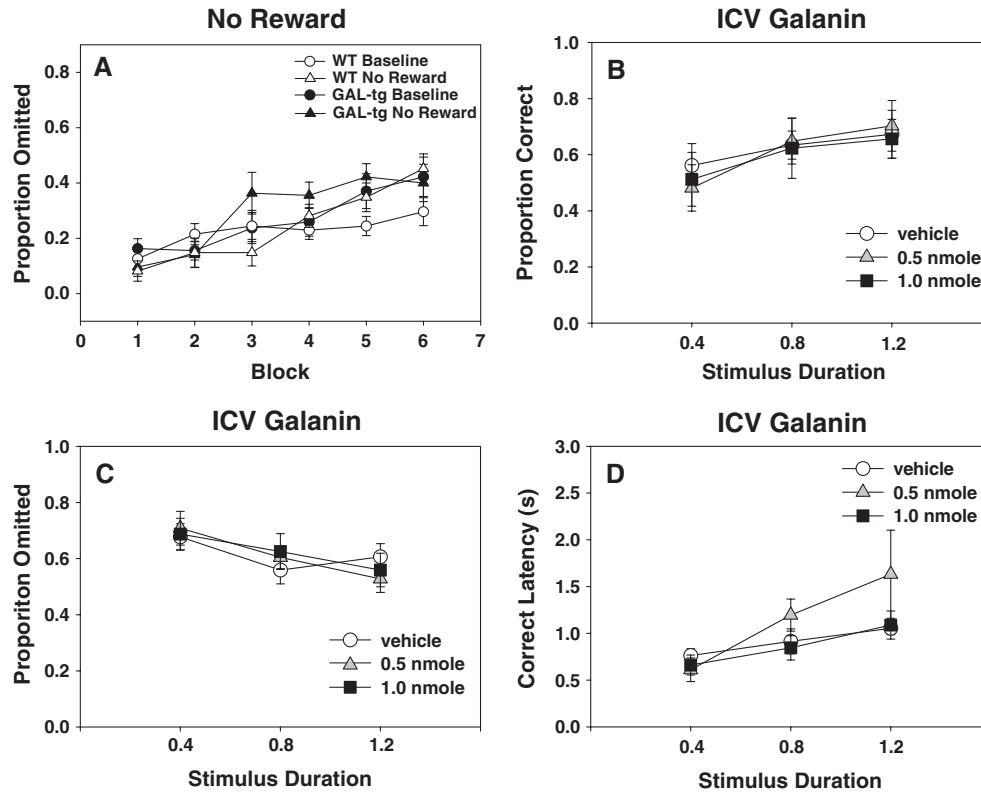 No Reward
A
WT Baseline
WT No Reward
GAL-tg Baseline
GAL-tg No Reward
Proportion Omitted
0.8
0.6
0.4
0.2
0.0
0 1 2 3 4 5 6 7
Block
ICV Galanin
B
Proportion Correct
1.0
0.8
0.6
0.4
0.2
0.0
vehicle
0.5 nmole
1.0 nmole
0.4 0.8 1.2
Stimulus Duration
ICV Galanin
C
Proporiton Omitted
1.0
0.8
0.6
0.4
0.2
0.0
vehicle
0.5 nmole
1.0 nmole
0.4 0.8 1.2
Stimulus Duration
ICV Galanin
D
Correct Latency (s)
3.0
2.5
2.0
1.5
1.0
0.5
0.0
vehicle
0.5 nmole
1.0 nmole
0.4 0.8 1.2
Stimulus Duration